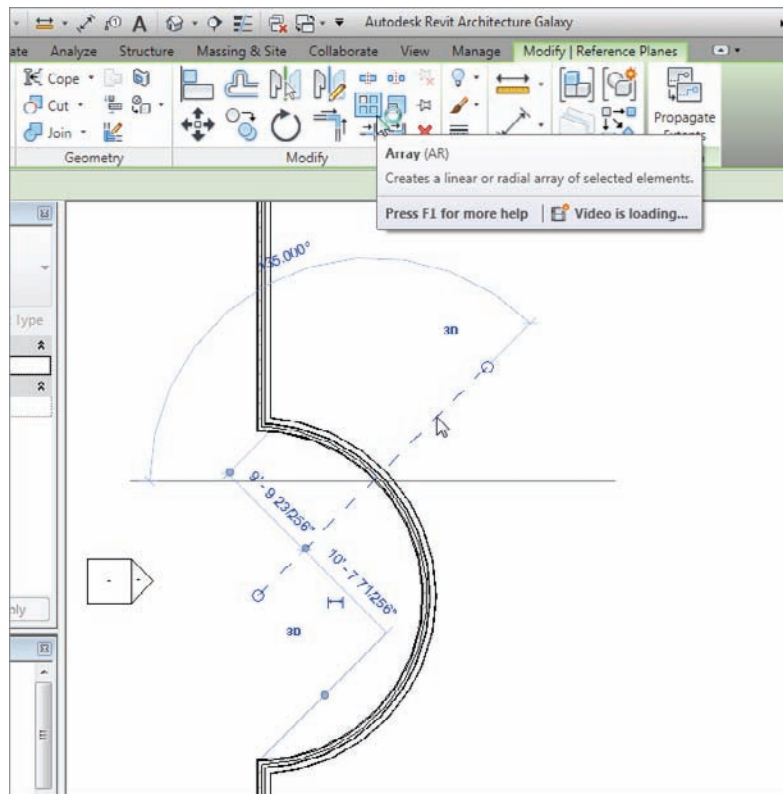 A
Autodesk Revit Architecture Galaxy
ate Analyze Structure Massing & Site Collaborate View Manage Modify | Reference Planes
Cope
Cut
Join
Propagate
Geometry Modify
Array (AR)
Creates a linear or radial array of selected elements.
Press F1 for more help Video is loading...
Type
135.000°
3D
9' - 9 23/256"
10' - 7 71/256"
3D